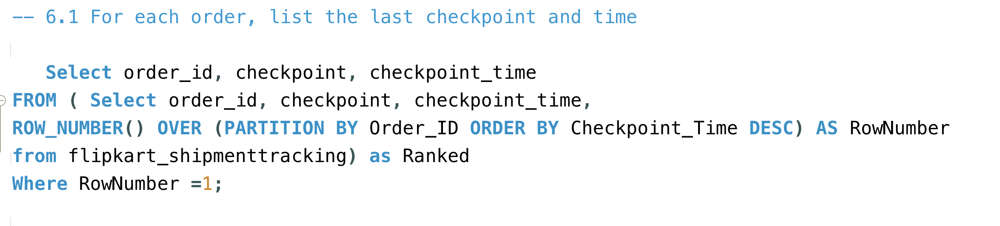 -- 6.1 For each order, list the last checkpoint and time
Select order_id, checkpoint, checkpoint_time
FROM ( Select order_id, checkpoint, checkpoint_time,
ROW_NUMBER() OVER (PARTITION BY Order_ID ORDER BY Checkpoint_Time DESC) AS RowNumber
from flipkart_shipmenttracking) as Ranked
Where RowNumber =1;